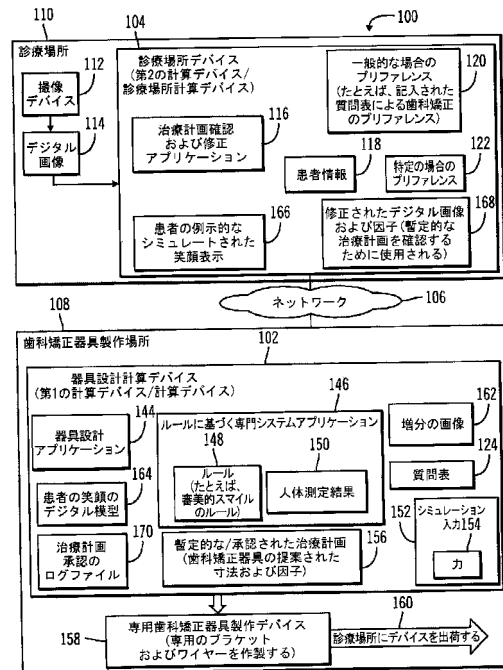 100
110
診療場所
104
診療場所デバイス
(第2の計算デバイス/
診療場所計算デバイス)
112
撮像
デバイス
114
デジタル
画像
116
治療計画確認
および修正
アプリケーション
120
一般的な場合の
プリファレンス
(たとえば、記入された
質問表による歯科矯正
のプリファレンス)
118
患者情報
122
特定の場合の
プリファレンス
166
患者の例示的な
シミュレートされた
笑顔表示
168
修正されたデジタル画像
および因子(暫定的な
治療計画を確認する
ために使用される)
ネットワーク
106
108
歯科矯正器具製作場所
102
器具設計計算デバイス
(第1の計算デバイス/計算デバイス)
144
器具設計
アプリケーション
146
ルールに基づく専門システムアプリケーション
148
ルール
(たとえば、
審美的スマイル
のルール)
150
人体測定結果
162
増分の画像
124
質問表
164
患者の笑顔の
デジタル模型
152
シミュレーション
入力
154
力
170
治療計画
承認の
ログファイル
156
暫定的な/承認された治療計画
(歯科矯正器具の提案された
寸法および因子)
158
専用歯科矯正器具製作デバイス
(専用のブラケット
およびワイヤーを作製する)
160
診療場所にデバイスを出荷する